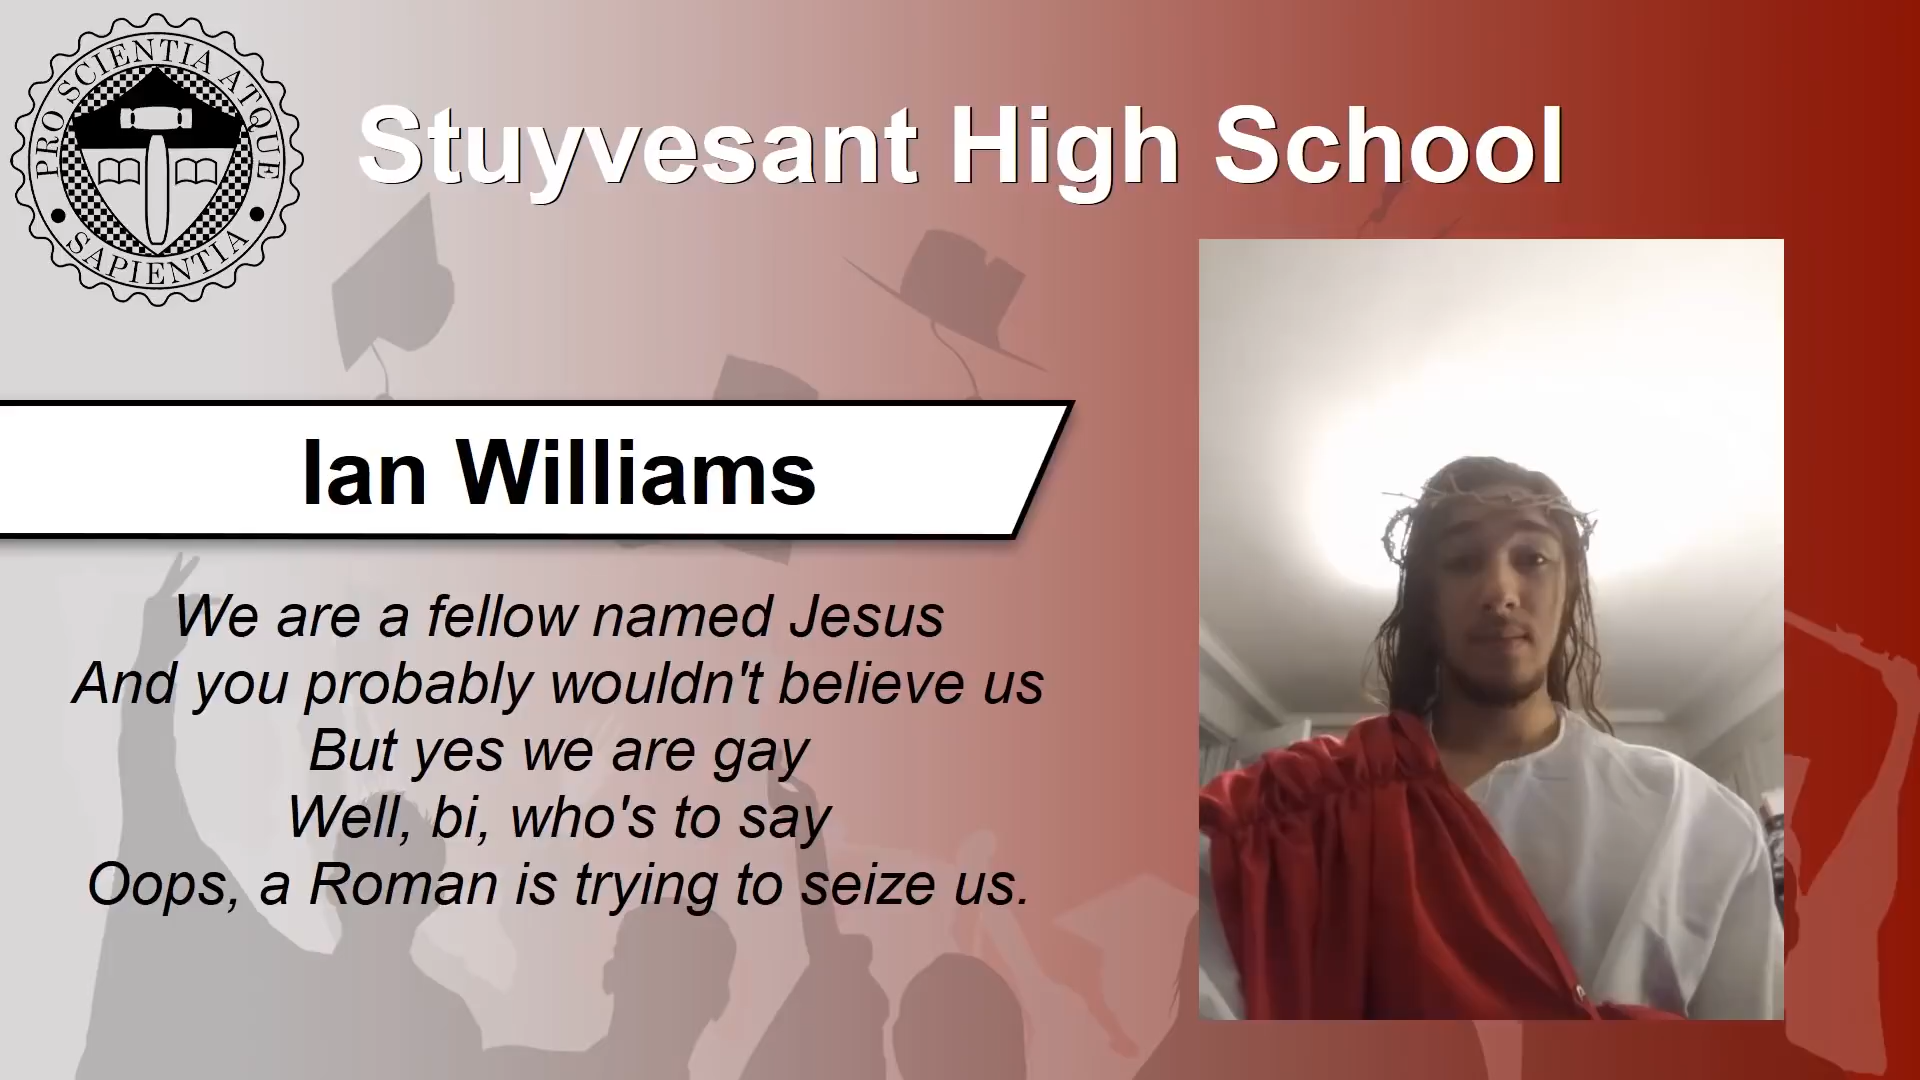 PRO SCIENTIA ATQUE
SAPIENTIA
Stuyvesant High School
Ian Williams
We are a fellow named Jesus
And you probably wouldn't believe us
But yes we are gay
Well, bi, who's to say
Oops, a Roman is trying to seize us.